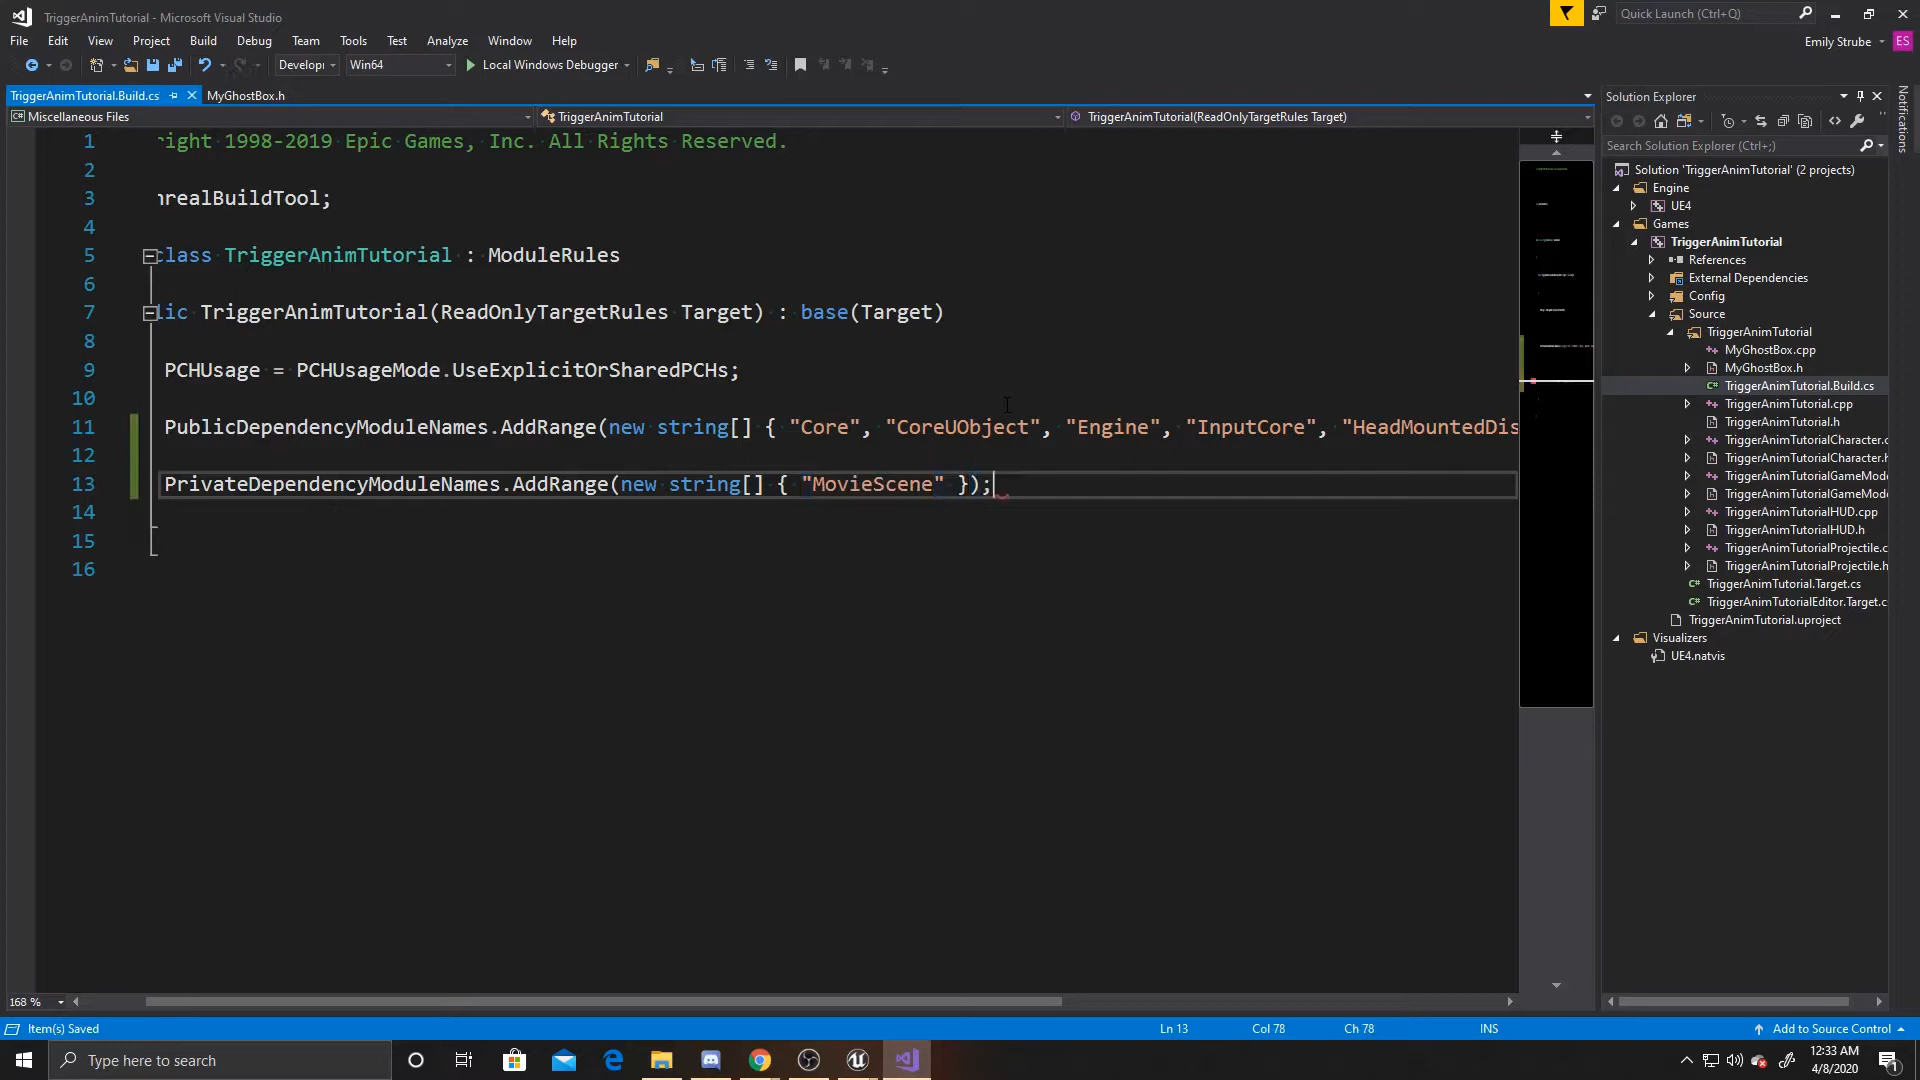 TriggerAnimTutorial - Microsoft Visual Studio
Quick Launch (Ctrl+Q)
File Edit View Project Build Debug Team Tools Test Analyze Window Help
Emily Strube ES
Develop Win64 Local Windows Debugger
TriggerAnimTutorial.Build.cs MyGhostBox.h
Miscellaneous Files TriggerAnimTutorial TriggerAnimTutorial(ReadOnlyTargetRules Target)
1 right 1998-2019 Epic Games, Inc. All Rights Reserved.
2
3 nrealBuildTool;
4
5 class TriggerAnimTutorial : ModuleRules
6
7 lic TriggerAnimTutorial(ReadOnlyTargetRules Target) : base(Target)
8
9 PCHUsage = PCHUsageMode.UseExplicitOrSharedPCHs;
10
11 PublicDependencyModuleNames.AddRange(new string[] { "Core", "CoreUObject", "Engine", "InputCore", "HeadMountedDis
12
13 PrivateDependencyModuleNames.AddRange(new string[] { "MovieScene" });
14
15
16
168 %
Solution Explorer
Search Solution Explorer (Ctrl+;)
Solution 'TriggerAnimTutorial' (2 projects)
Engine
UE4
Games
TriggerAnimTutorial
References
External Dependencies
Config
Source
TriggerAnimTutorial
MyGhostBox.cpp
MyGhostBox.h
TriggerAnimTutorial.Build.cs
TriggerAnimTutorial.cpp
TriggerAnimTutorial.h
TriggerAnimTutorialCharacter.c
TriggerAnimTutorialCharacter.h
TriggerAnimTutorialGameMode
TriggerAnimTutorialGameMode
TriggerAnimTutorialHUD.cpp
TriggerAnimTutorialHUD.h
TriggerAnimTutorialProjectile.c
TriggerAnimTutorialProjectile.h
TriggerAnimTutorial.Target.cs
TriggerAnimTutorialEditor.Target.c
TriggerAnimTutorial.uproject
Visualizers
UE4.natvis
Notifications
Item(s) Saved Ln 13 Col 78 Ch 78 INS Add to Source Control
Type here to search
12:33 AM
4/8/2020
1